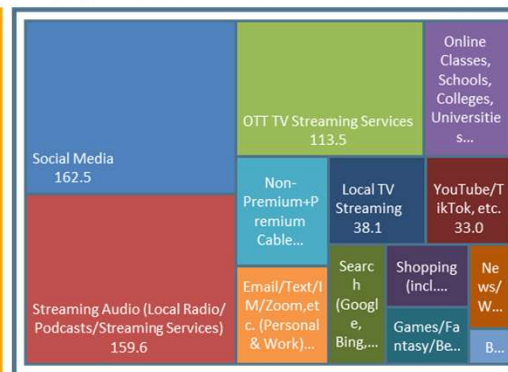 Social Media
162.5
Streaming Audio (Local Radio/
Podcasts/Streaming Services)
159.6
OTT TV Streaming Services
113.5
Online
Classes,
Schools,
Colleges,
Universitie
s...
Non-
Premium+P
remium
Cable...
Local TV
Streaming
38.1
YouTube/T
ikTok, etc.
33.0
Email/Text/I
M/Zoom,et
c. (Personal
& Work)...
Searc
h
(Googl
e,
Bing,...
Shopping
(incl....
Games/Fa
ntasy/Be...
Ne
ws/
W...
B...